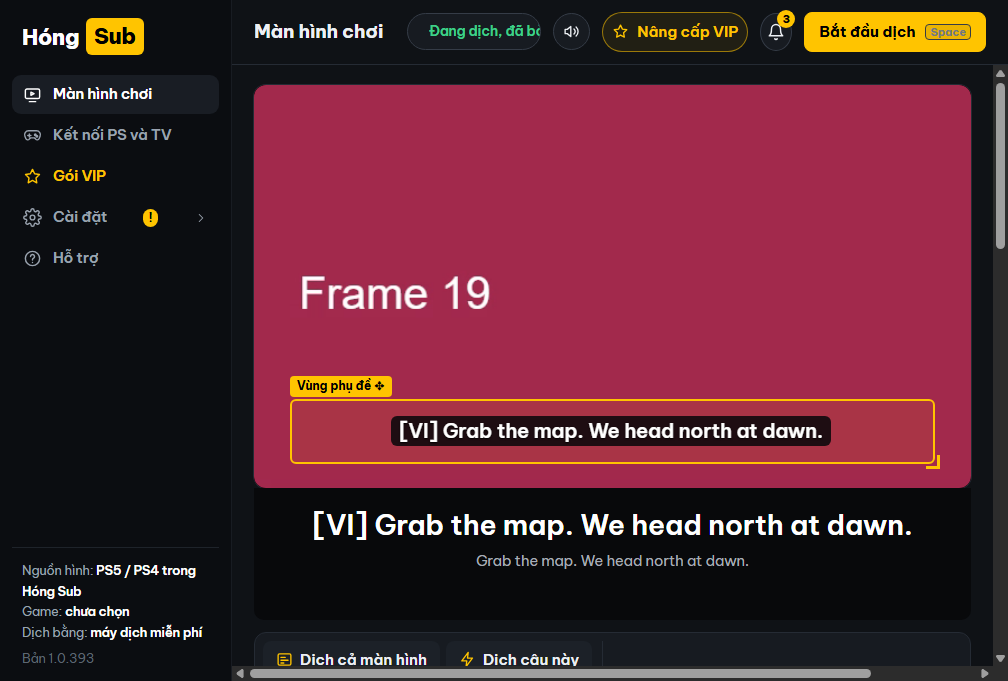 Hóng Sub
Màn hình chơi
Kết nối PS và TV
Gói VIP
Cài đặt
!
Hỗ trợ
Nguồn hình: PS5 / PS4 trong
Hóng Sub
Game: chưa chọn
Dịch bằng: máy dịch miễn phí
Bản 1.0.393
Màn hình chơi
Đang dịch, đã
Nâng cấp VIP
3
Bắt đầu dịch Space
Frame 19
Vùng phụ đề
[VI] Grab the map. We head north at dawn.
[VI] Grab the map. We head north at dawn.
Grab the map. We head north at dawn.
Dịch cả màn hình
Dịch câu này